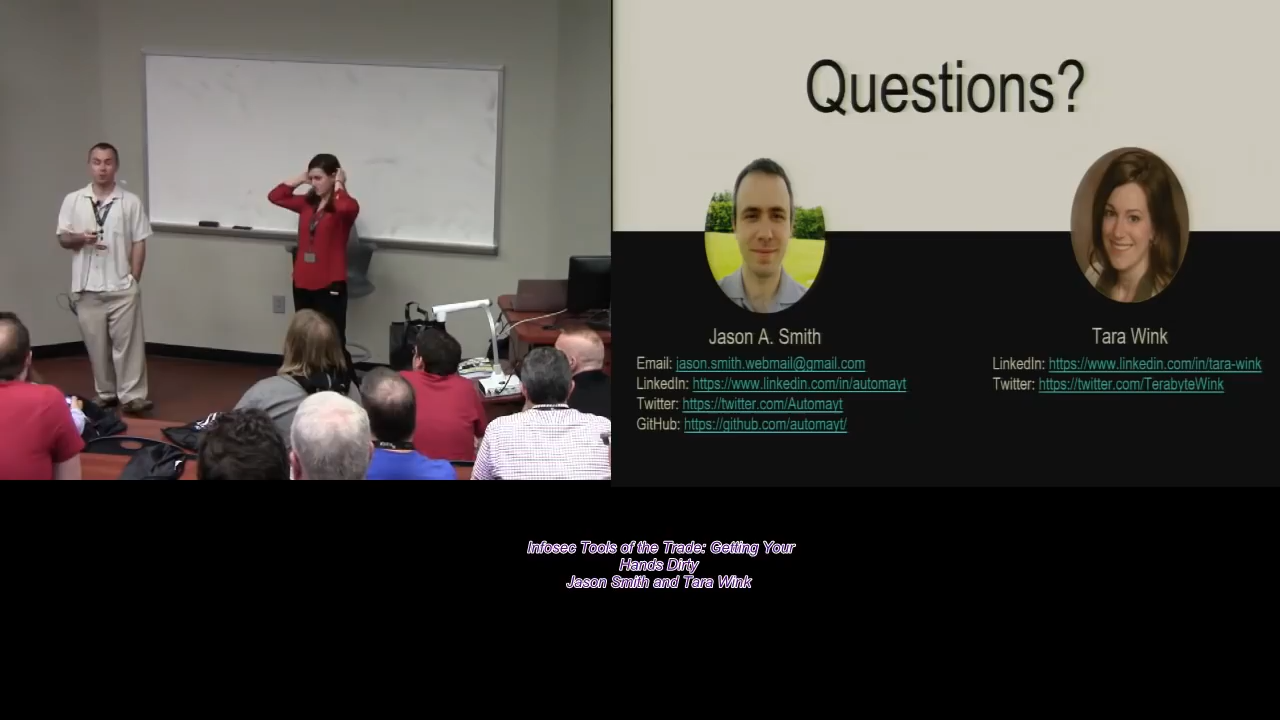 Questions?
Jason A. Smith
Email: jason.smith.webmail@gmail.com
LinkedIn: https://www.linkedin.com/in/automayt
Twitter: https://twitter.com/Automayt
GitHub: https://github.com/automayt/
Tara Wink
LinkedIn: https://www.linkedin.com/in/tara-wink
Twitter: https://twitter.com/TerabyteWink
Infosec Tools of the Trade: Getting Your
Hands Dirty
Jason Smith and Tara Wink